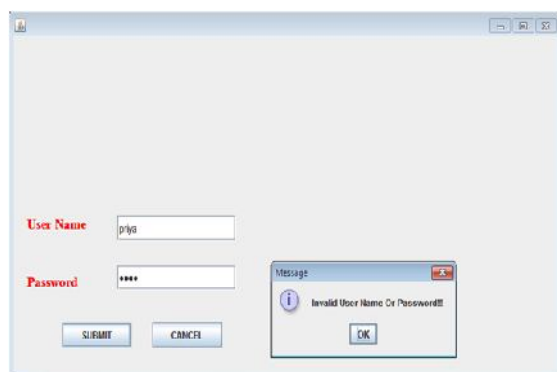 User Name
priya
Password
****
Message
Invalid User Name Or Password!!!
OK
SUBMIT
CANCEL